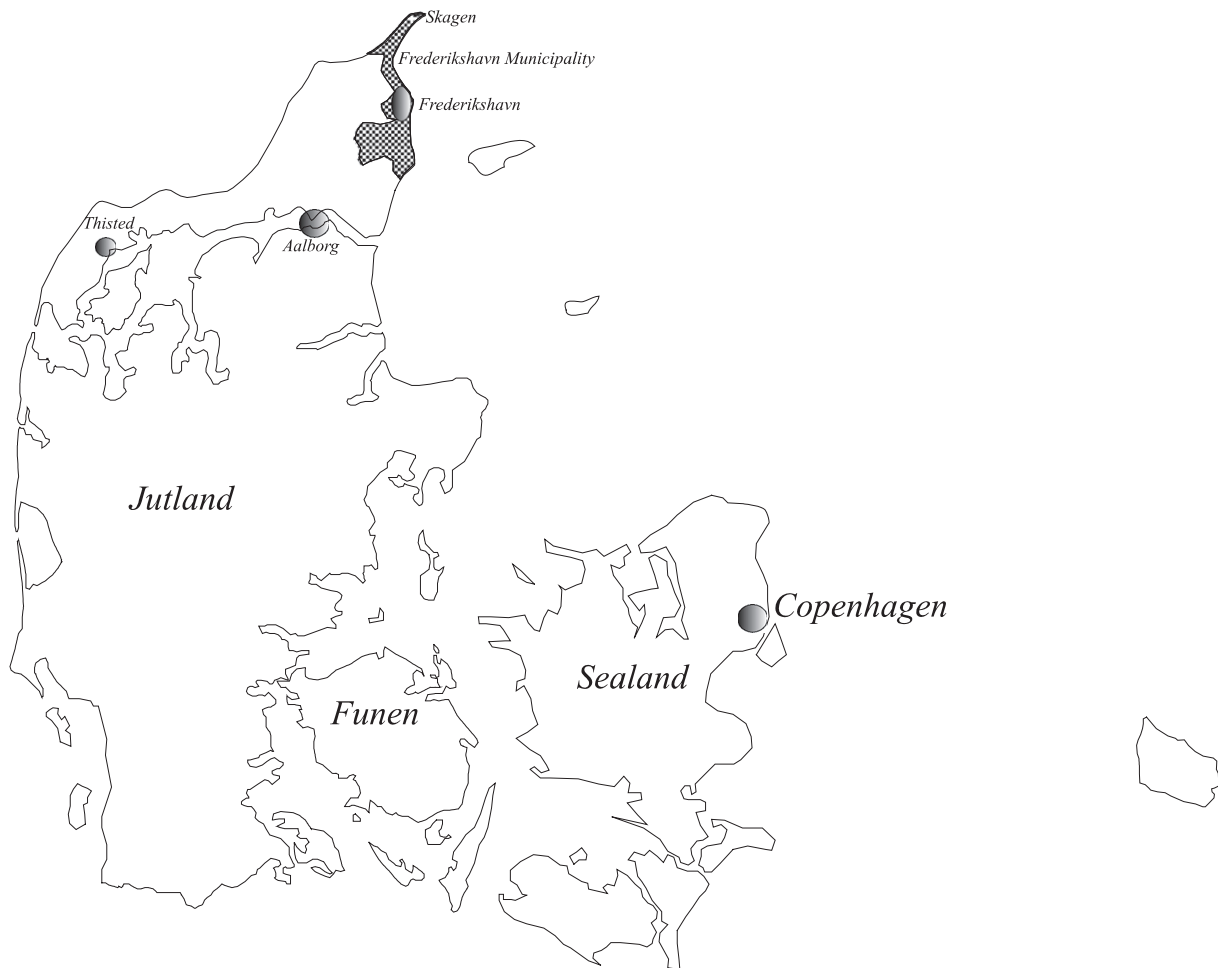 Skagen
Frederikshavn Municipality
Frederikshavn
Thisted
Aalborg
Jutland
Copenhagen
Sealand
Funen